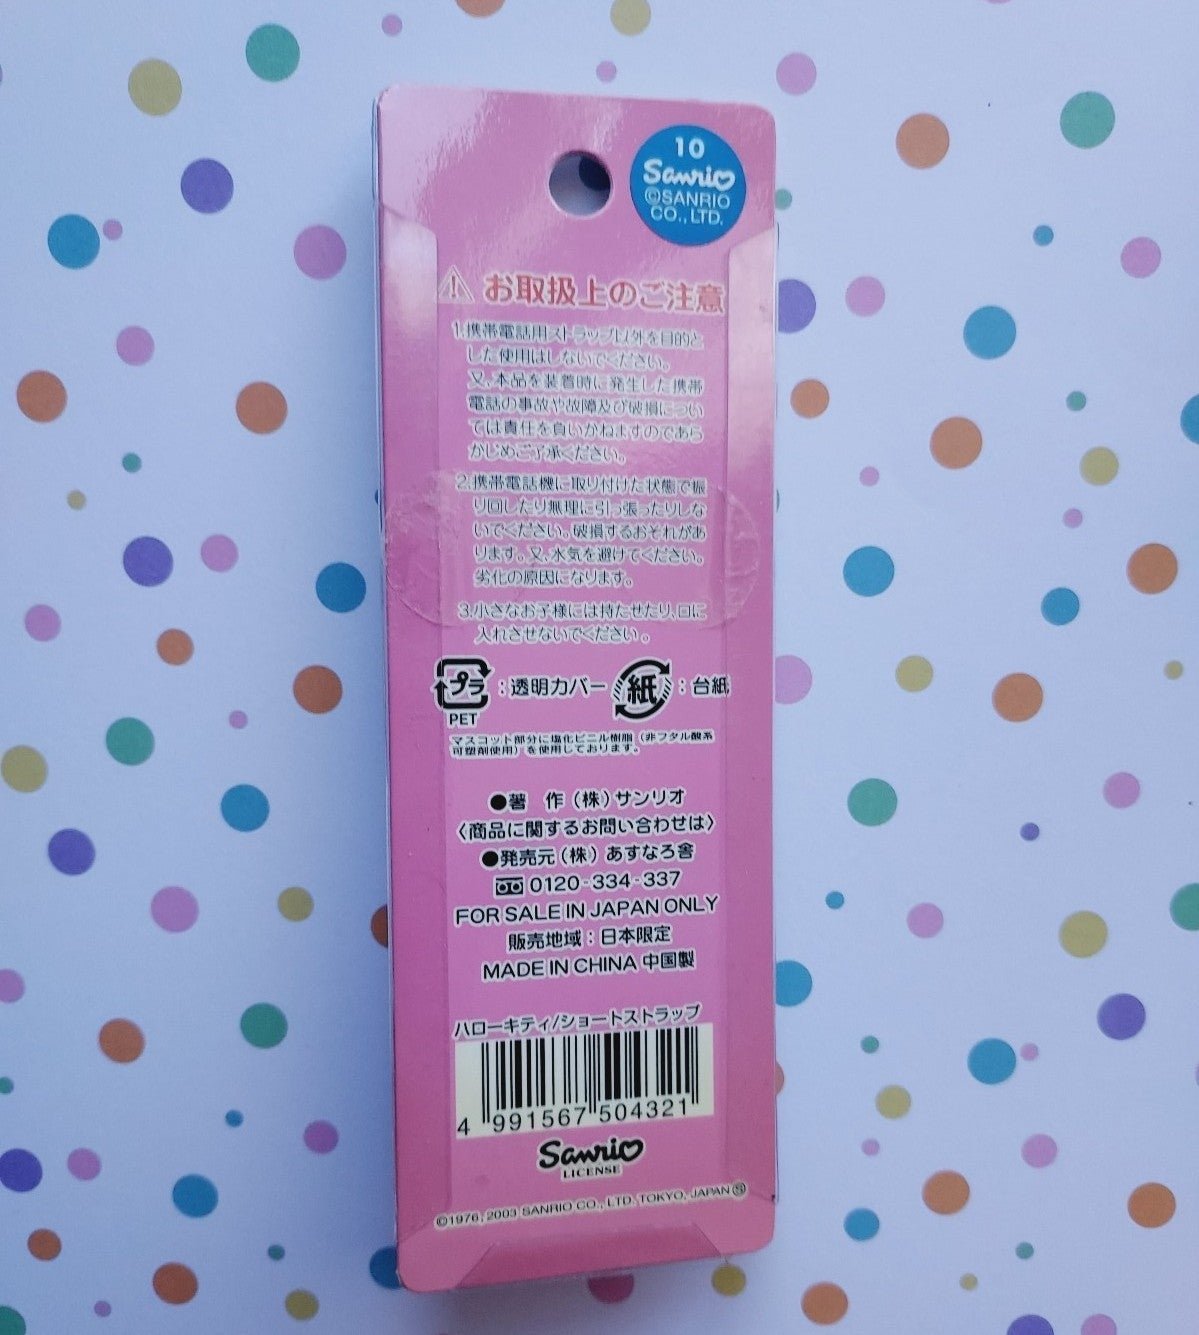 10
Sanrio
©SANRIO
CO., LTD.
お取扱上のご注意
1.携帯電話用ストラップ以外を目的と
した使用はしないでください。
又、本品を装着時に発生した携帯
電話の事故や故障及び破損につい
ては責任を負いかねますのであら
かじめご了承ください。
2.携帯電話機に取り付けた状態で振
り回したり無理に引っ張ったりしな
いでください。破損するおそれがあ
ります。又、水気を避けてください。
劣化の原因になります。
3.小さなお子様には持たせたり、口に
入れさせないでください。
プラ :透明カバー 紙 :台紙
PET
マスコット部分に塩化ビニル樹脂（非フタル酸系
可塑剤使用）を使用しております。
●著 作（株）サンリオ
〈商品に関するお問い合わせは〉
●発売元（株）あすなろ舎
0120-334-337
FOR SALE IN JAPAN ONLY
販売地域：日本限定
MADE IN CHINA 中国製
ハローキティ/ショートストラップ
4 991567 504321
Sanrio
LICENSE
©1976, 2003 SANRIO CO., LTD. TOKYO, JAPAN Ⓢ